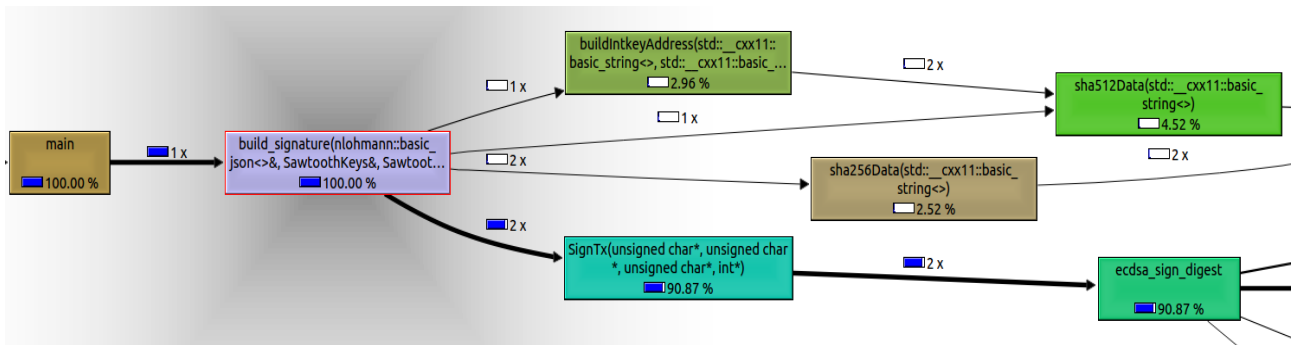 main
100.00 %
1 x
build_signature(nlohmann::basic_
json<>&, SawtoothKeys&, Sawtoot...
100.00 %
1 x
1 x
2 x
2 x
buildIntkeyAddress(std::__cxx11::
basic_string<>, std::__cxx11::basic_...
2.96 %
2 x
sha512Data(std::__cxx11::basic_
string<>)
4.52 %
sha256Data(std::__cxx11::basic_
string<>)
2.52 %
2 x
SignTx(unsigned char*, unsigned char
*, unsigned char*, int*)
90.87 %
2 x
ecdsa_sign_digest
90.87 %